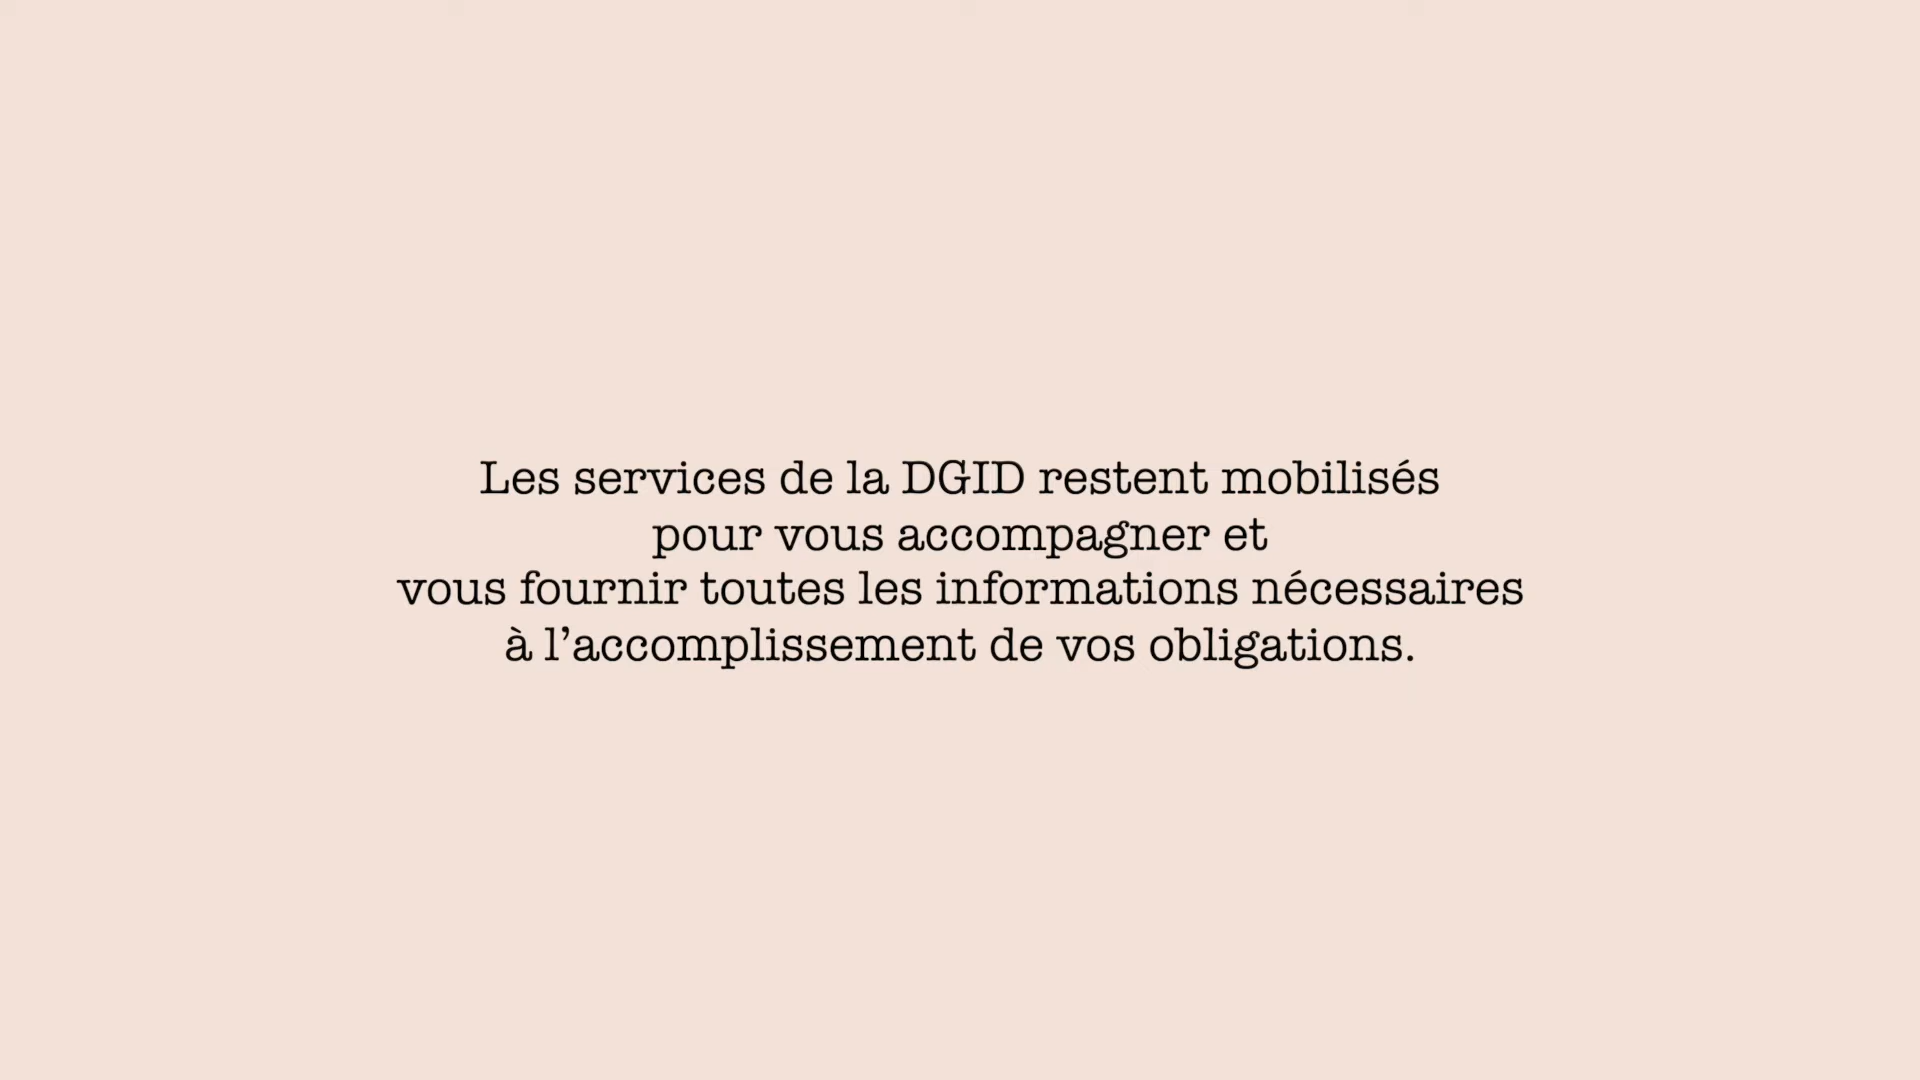 Les services de la DGID restent mobilisés
pour vous accompagner et
vous fournir toutes les informations nécessaires
à l’accomplissement de vos obligations.